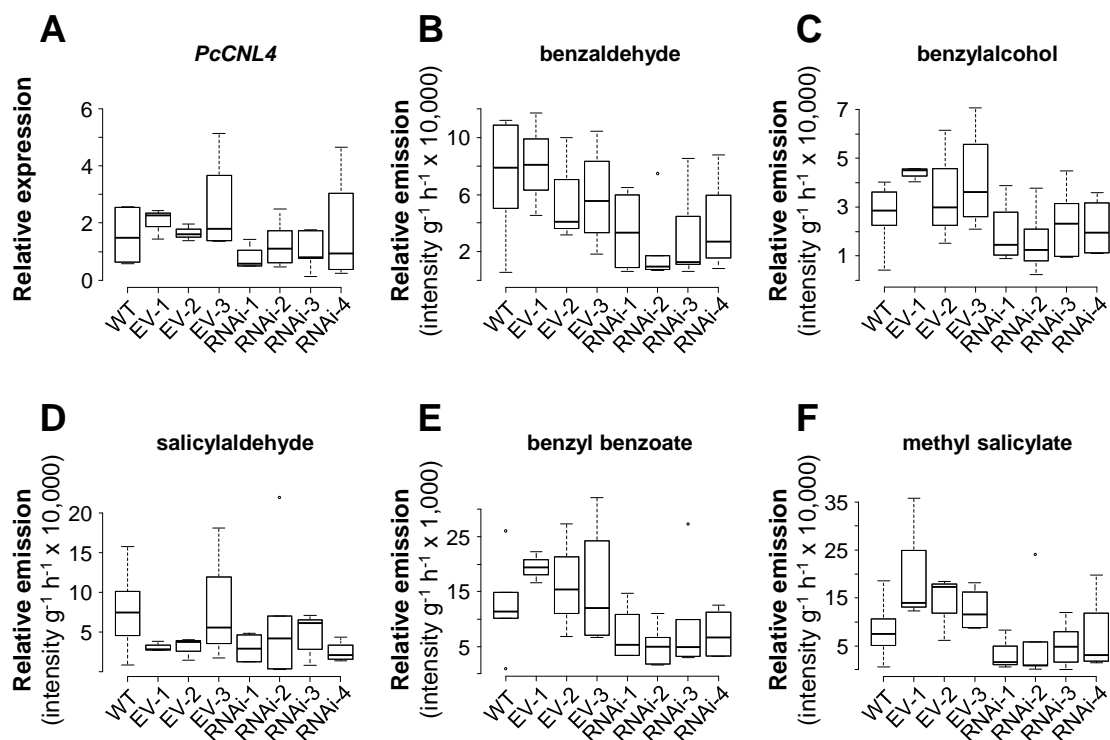 A
PcCNL4
Relative expression
6
4
2
0
WT
EV-1
EV-2
EV-3
RNAi-1
RNAi-2
RNAi-3
RNAi-4
B
benzaldehyde
Relative emission
(intensity g⁻¹ h⁻¹ x 10,000)
10
6
2
WT
EV-1
EV-2
EV-3
RNAi-1
RNAi-2
RNAi-3
RNAi-4
C
benzylalcohol
Relative emission
(intensity g⁻¹ h⁻¹ x 10,000)
7
5
3
1
WT
EV-1
EV-2
EV-3
RNAi-1
RNAi-2
RNAi-3
RNAi-4
D
salicylaldehyde
Relative emission
(intensity g⁻¹ h⁻¹ x 10,000)
20
15
10
5
WT
EV-1
EV-2
EV-3
RNAi-1
RNAi-2
RNAi-3
RNAi-4
E
benzyl benzoate
Relative emission
(intensity g⁻¹ h⁻¹ x 1,000)
25
15
5
WT
EV-1
EV-2
EV-3
RNAi-1
RNAi-2
RNAi-3
RNAi-4
F
methyl salicylate
Relative emission
(intensity g⁻¹ h⁻¹ x 10,000)
35
25
15
5
WT
EV-1
EV-2
EV-3
RNAi-1
RNAi-2
RNAi-3
RNAi-4